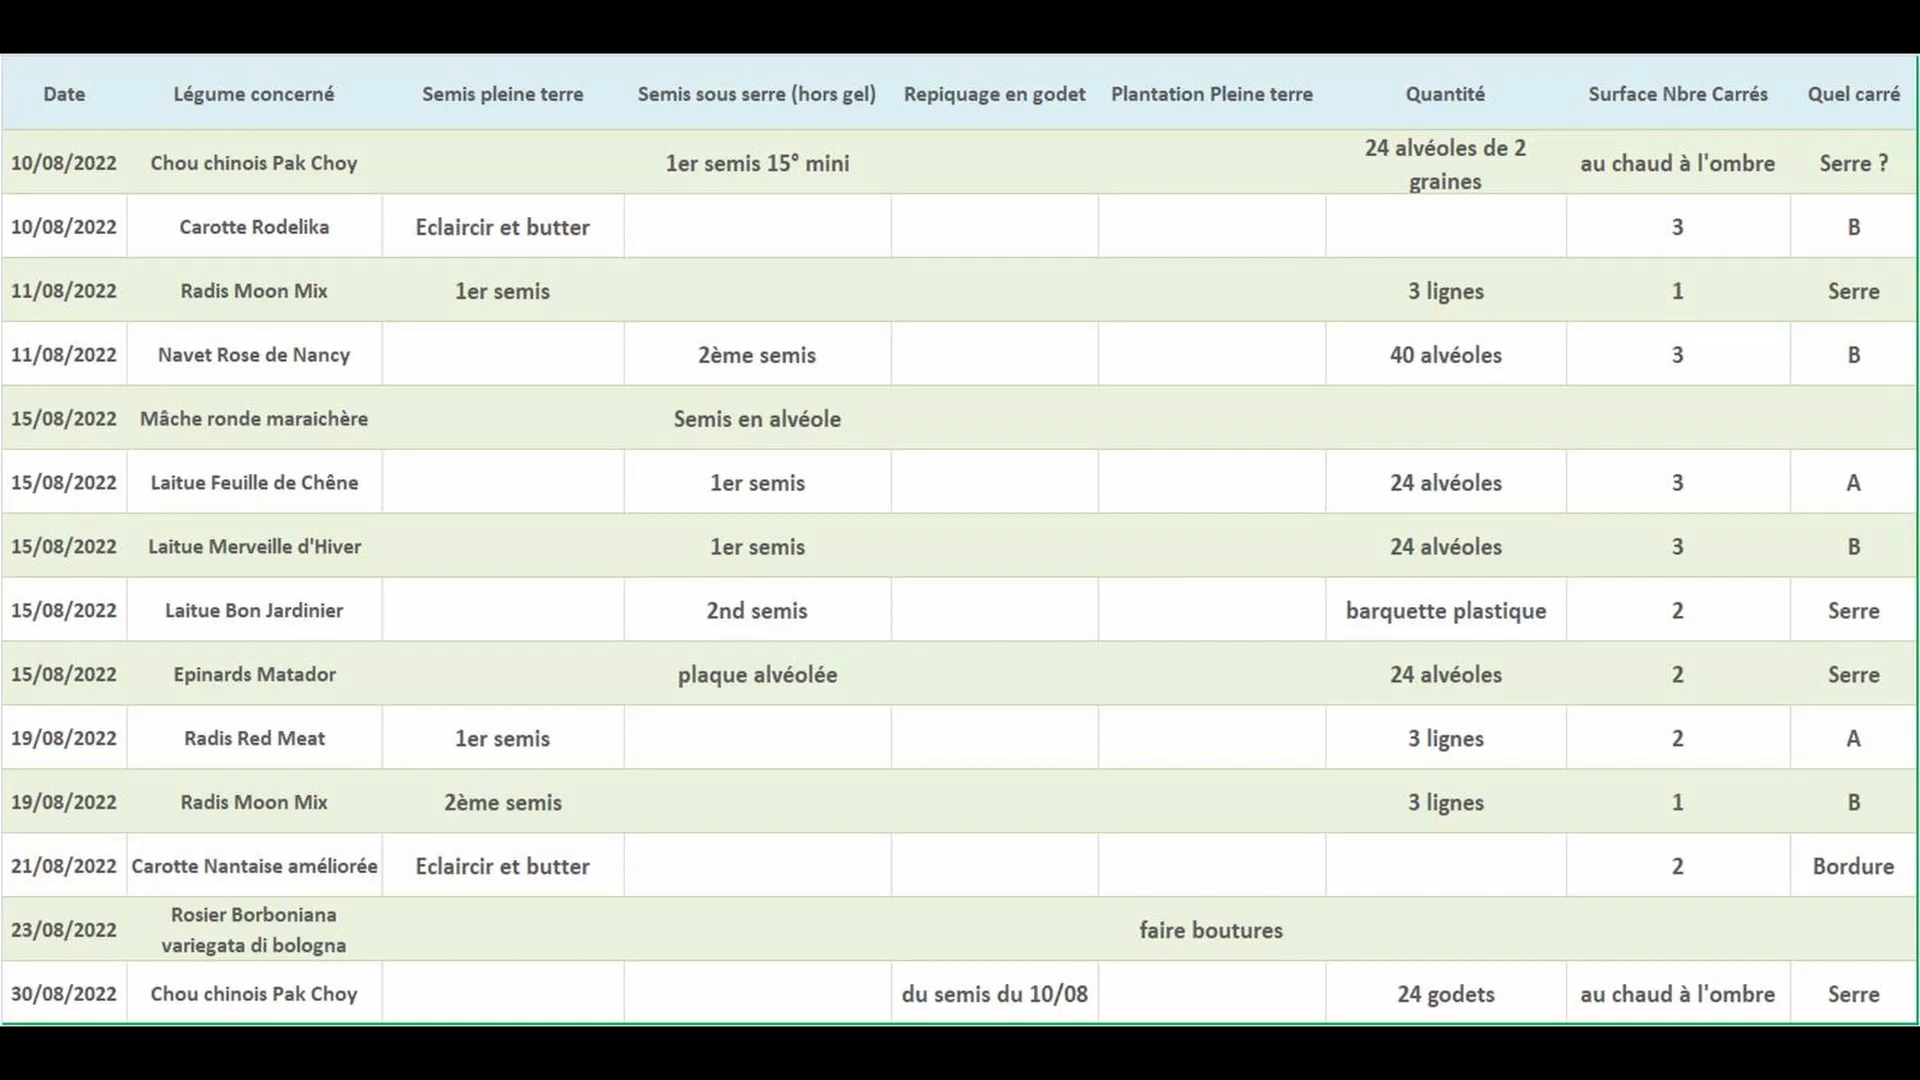 Date Légume concerné Semis pleine terre Semis sous serre (hors gel) Repiquage en godet Plantation Pleine terre Quantité Surface Nbre Carrés Quel carré
10/08/2022 Chou chinois Pak Choy 1er semis 15° mini 24 alvéoles de 2 graines au chaud à l'ombre Serre ?
10/08/2022 Carotte Rodelika Eclaircir et butter 3 B
11/08/2022 Radis Moon Mix 1er semis 3 lignes 1 Serre
11/08/2022 Navet Rose de Nancy 2ème semis 40 alvéoles 3 B
15/08/2022 Mâche ronde maraichère Semis en alvéole
15/08/2022 Laitue Feuille de Chêne 1er semis 24 alvéoles 3 A
15/08/2022 Laitue Merveille d'Hiver 1er semis 24 alvéoles 3 B
15/08/2022 Laitue Bon Jardinier 2nd semis barquette plastique 2 Serre
15/08/2022 Epinards Matador plaque alvéolée 24 alvéoles 2 Serre
19/08/2022 Radis Red Meat 1er semis 3 lignes 2 A
19/08/2022 Radis Moon Mix 2ème semis 3 lignes 1 B
21/08/2022 Carotte Nantaise améliorée Eclaircir et butter 2 Bordure
23/08/2022 Rosier Borboniana variegata di bologna faire boutures
30/08/2022 Chou chinois Pak Choy du semis du 10/08 24 godets au chaud à l'ombre Serre